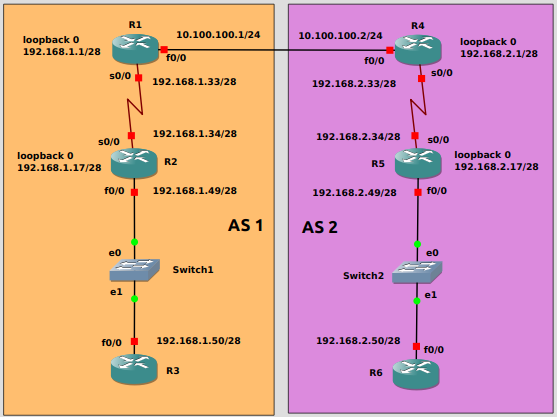 R1
loopback 0
192.168.1.1/28
10.100.100.1/24
f0/0
s0/0
192.168.1.33/28
s0/0
192.168.1.34/28
loopback 0
192.168.1.17/28
R2
f0/0
192.168.1.49/28
AS 1
e0
Switch1
e1
f0/0
192.168.1.50/28
R3
R4
10.100.100.2/24
loopback 0
192.168.2.1/28
f0/0
s0/0
192.168.2.33/28
192.168.2.34/28
s0/0
R5
loopback 0
192.168.2.17/28
192.168.2.49/28
f0/0
AS 2
e0
Switch2
e1
192.168.2.50/28
f0/0
R6